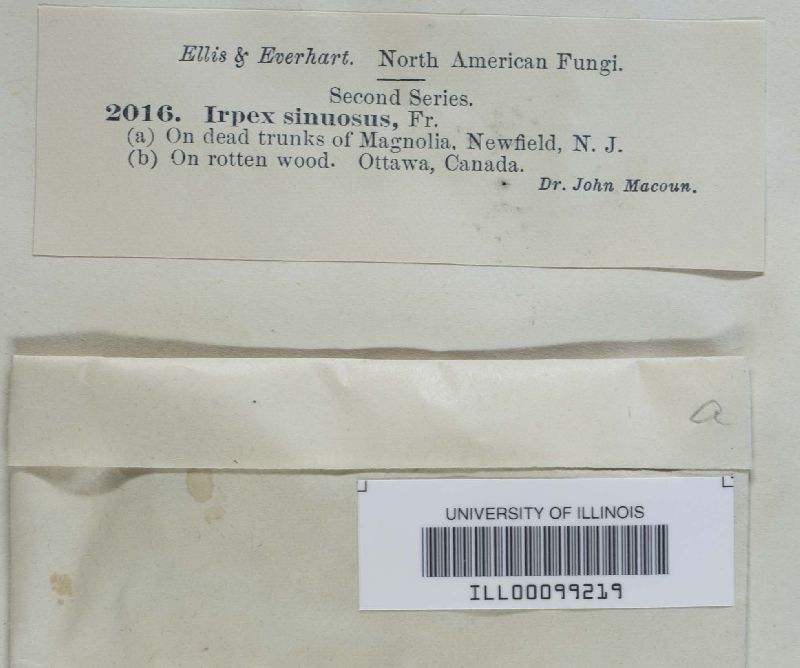 Ellis & Everhart. North American Fungi.
Second Series.
2016. Irpex sinuosus, Fr.
(a) On dead trunks of Magnolia, Newfield, N. J.
(b) On rotten wood. Ottawa, Canada.
Dr. John Macoun.
a
UNIVERSITY OF ILLINOIS
ILL00099219